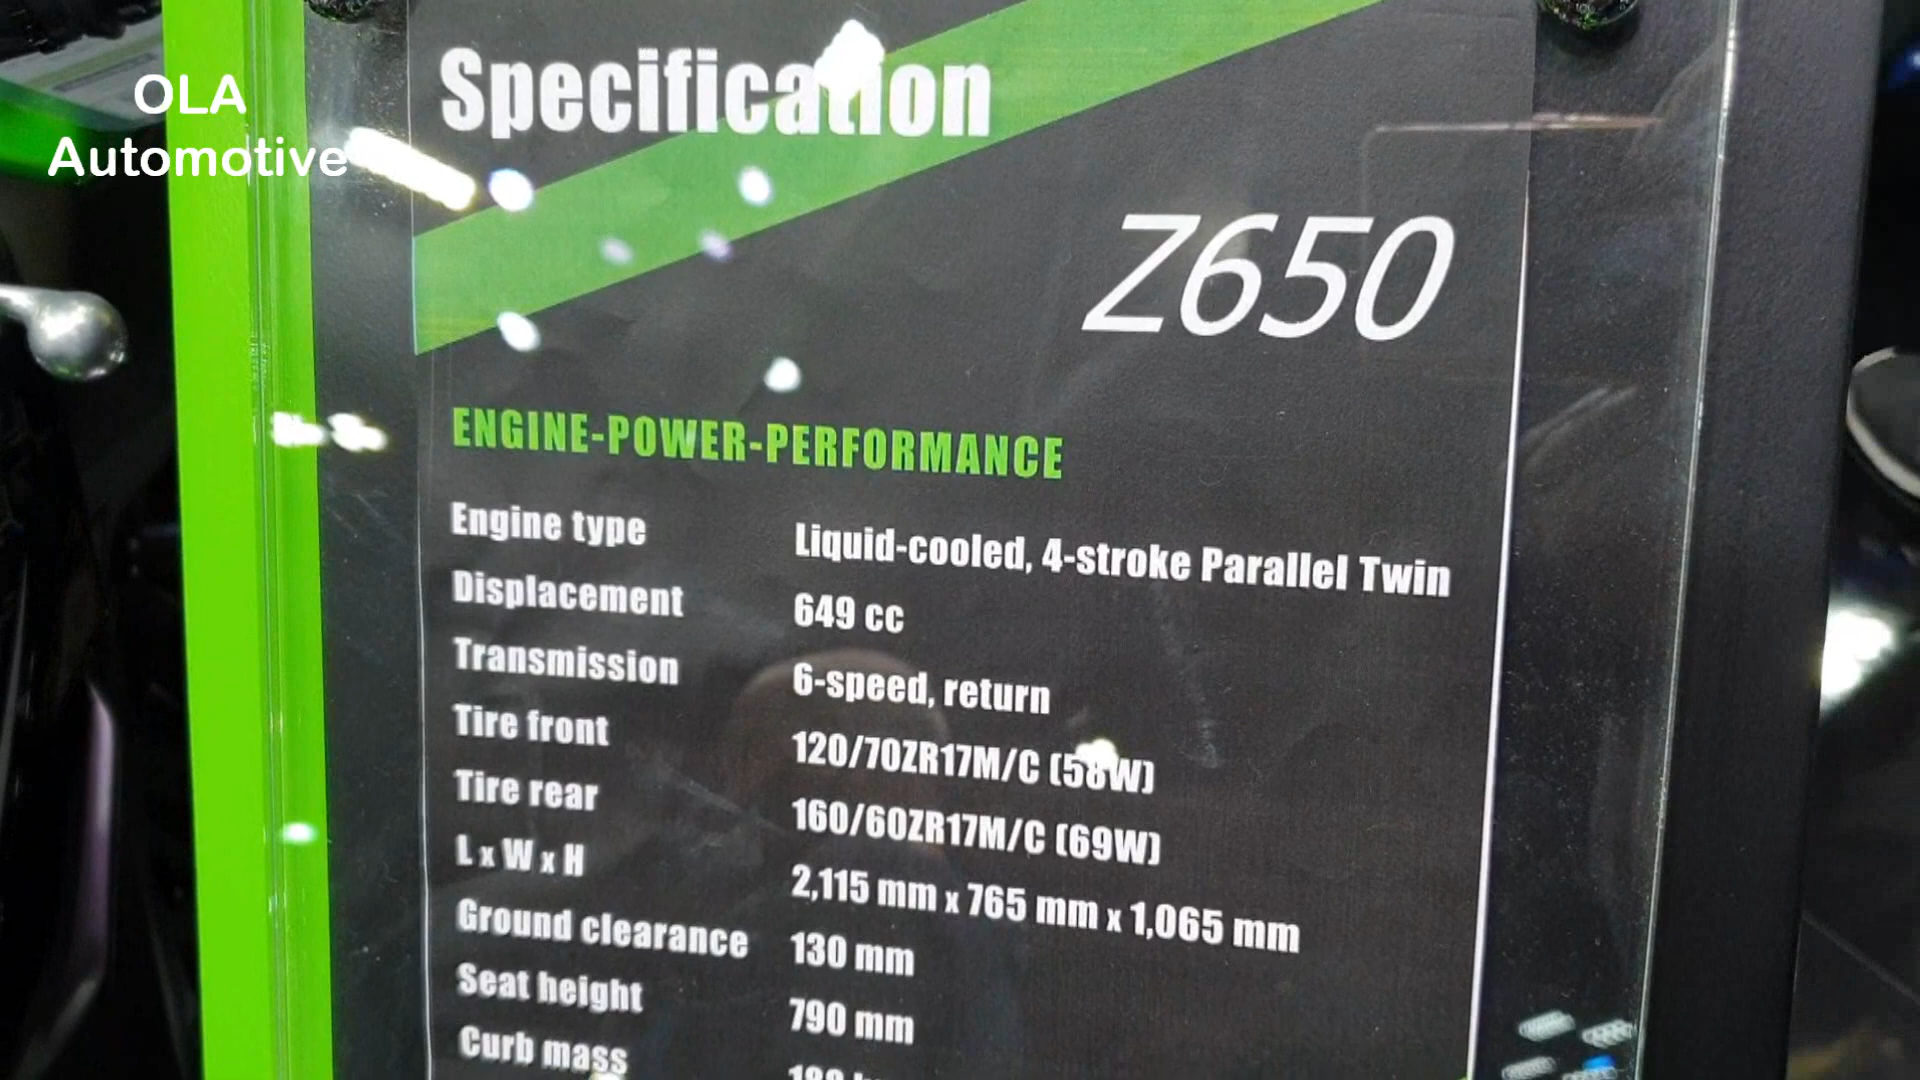 OLA
Automotive
Specification
Z650
ENGINE-POWER-PERFORMANCE
Engine type Liquid-cooled, 4-stroke Parallel Twin
Displacement 649 cc
Transmission 6-speed, return
Tire front 120/70ZR17M/C (58W)
Tire rear 160/60ZR17M/C (69W)
L x W x H 2,115 mm x 765 mm x 1,065 mm
Ground clearance 130 mm
Seat height 790 mm
Curb mass